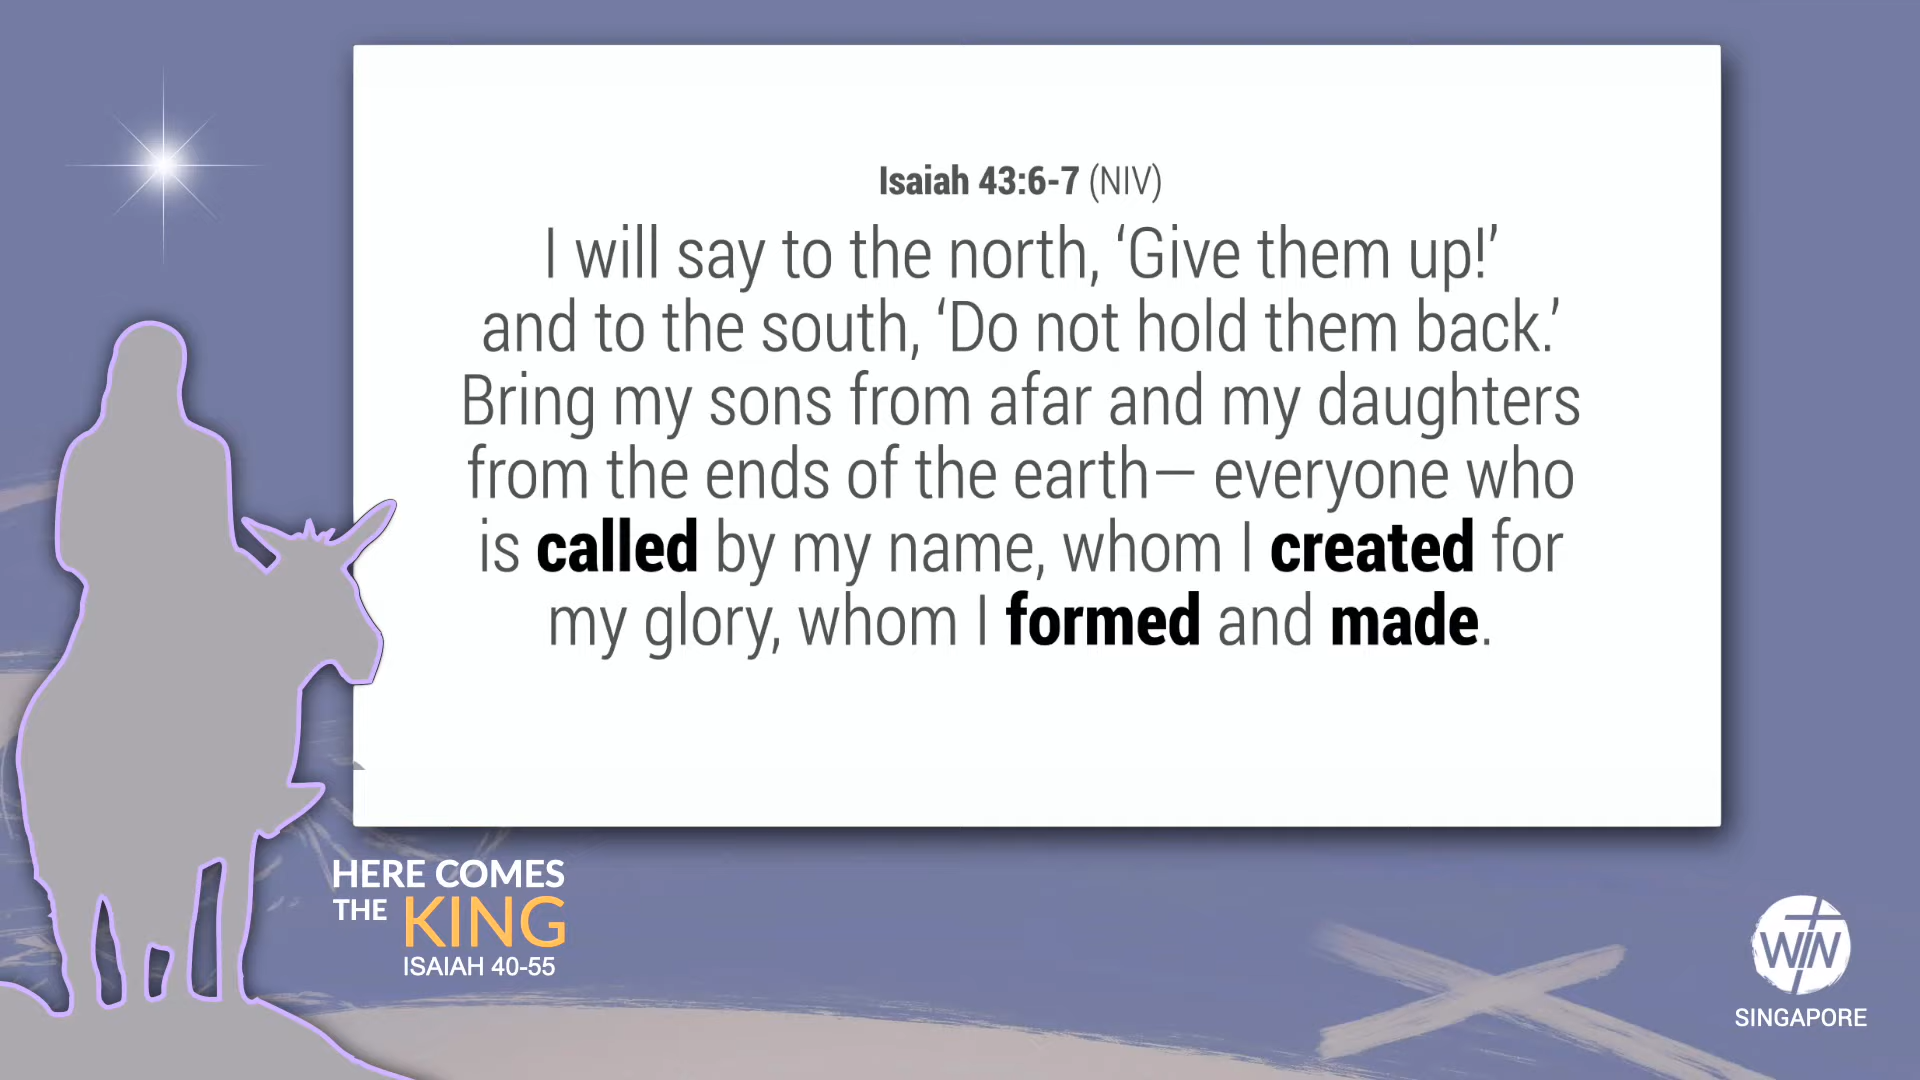 Isaiah 43:6-7 (NIV)
I will say to the north, ‘Give them up!’
and to the south, ‘Do not hold them back.’
Bring my sons from afar and my daughters
from the ends of the earth— everyone who
is called by my name, whom I created for
my glory, whom I formed and made.
HERE COMES
THE KING
ISAIAH 40-55
WIN
SINGAPORE